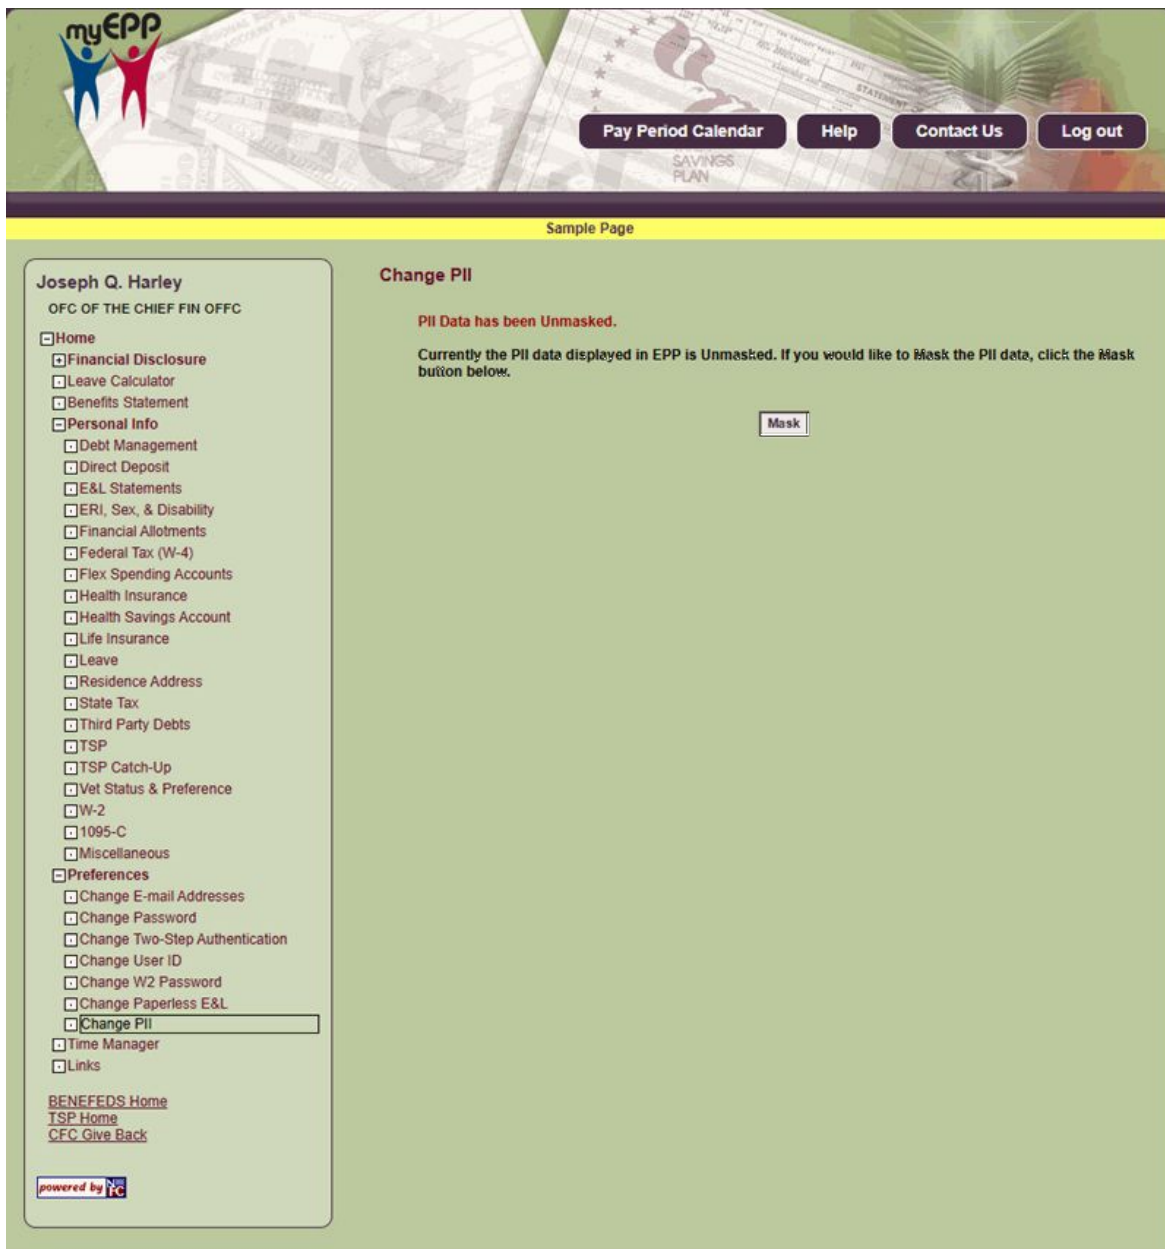 myEPP
STATEMENT
Pay Period Calendar
Help
Contact Us
Log out
SAVINGS
PLAN
Sample Page
Joseph Q. Harley
OFC OF THE CHIEF FIN OFFC
Home
Financial Disclosure
Leave Calculator
Benefits Statement
Personal Info
Debt Management
Direct Deposit
E&L Statements
ERI, Sex, & Disability
Financial Allotments
Federal Tax (W-4)
Flex Spending Accounts
Health Insurance
Health Savings Account
Life Insurance
Leave
Residence Address
State Tax
Third Party Debts
TSP
TSP Catch-Up
Vet Status & Preference
W-2
1095-C
Miscellaneous
Preferences
Change E-mail Addresses
Change Password
Change Two-Step Authentication
Change User ID
Change W2 Password
Change Paperless E&L
Change PII
Time Manager
Links
BENEFEDS Home
TSP Home
CFC Give Back
powered by NFC
Change PII
PII Data has been Unmasked.
Currently the PII data displayed in EPP is Unmasked. If you would like to Mask the PII data, click the Mask
button below.
Mask